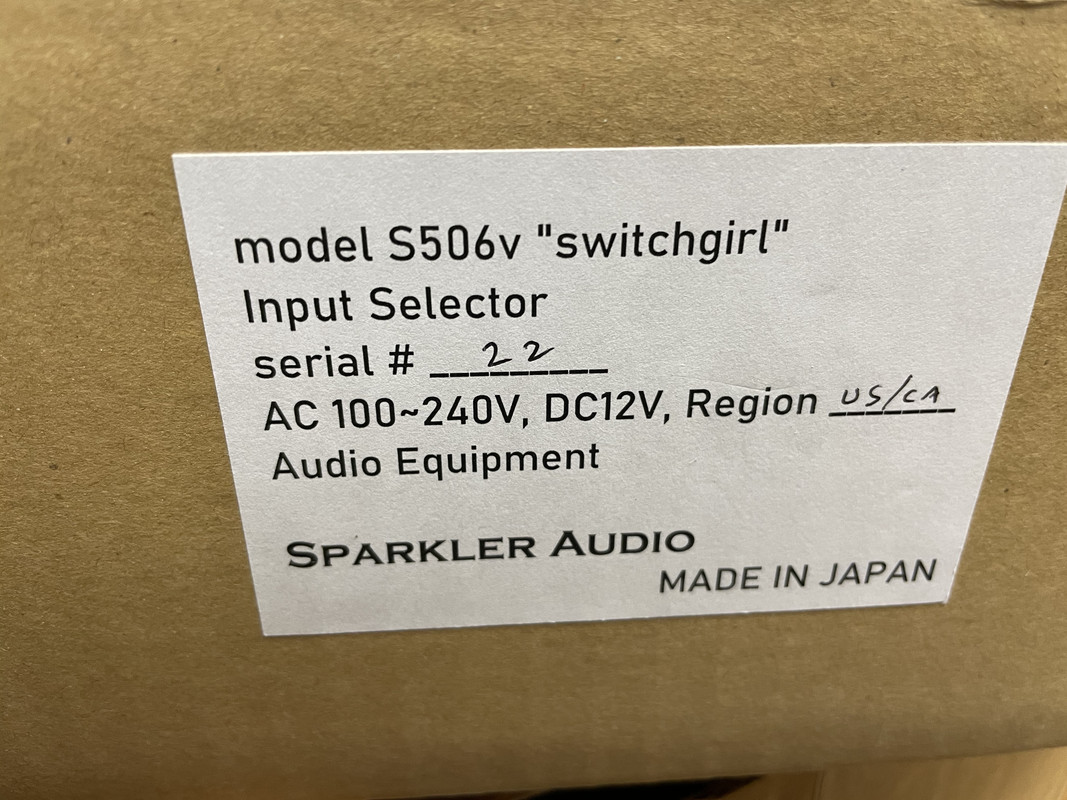 model S506v "switchgirl"
Input Selector
serial # 22
AC 100~240V, DC12V, Region US/CA
Audio Equipment
SPARKLER AUDIO
MADE IN JAPAN